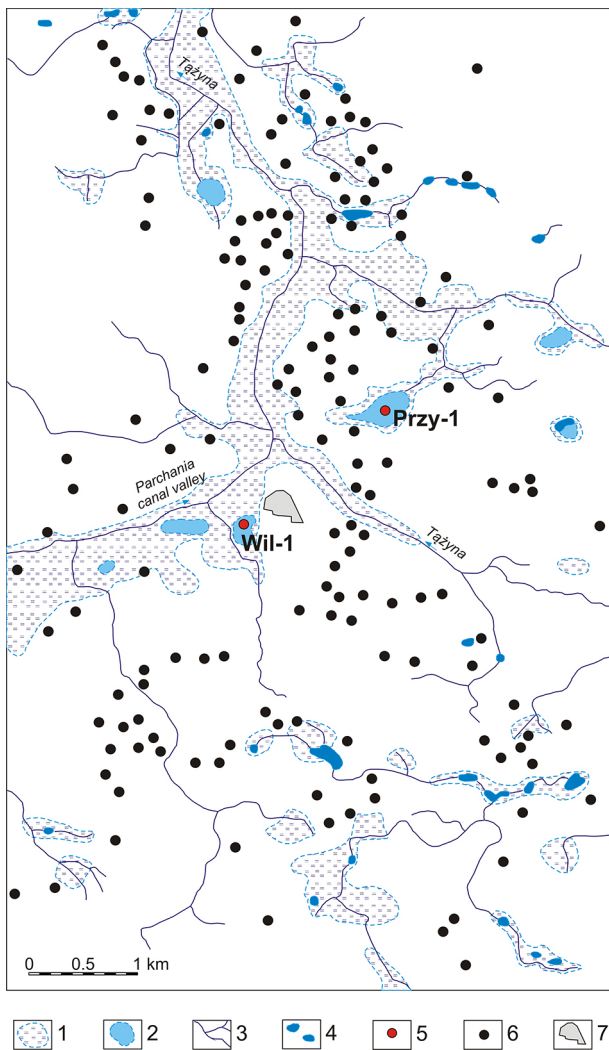 Tążyna
Przy-1
Parchania
canal valley
Wil-1
Tążyna
0 0.5 1 km
1 2 3 4 5 6 7